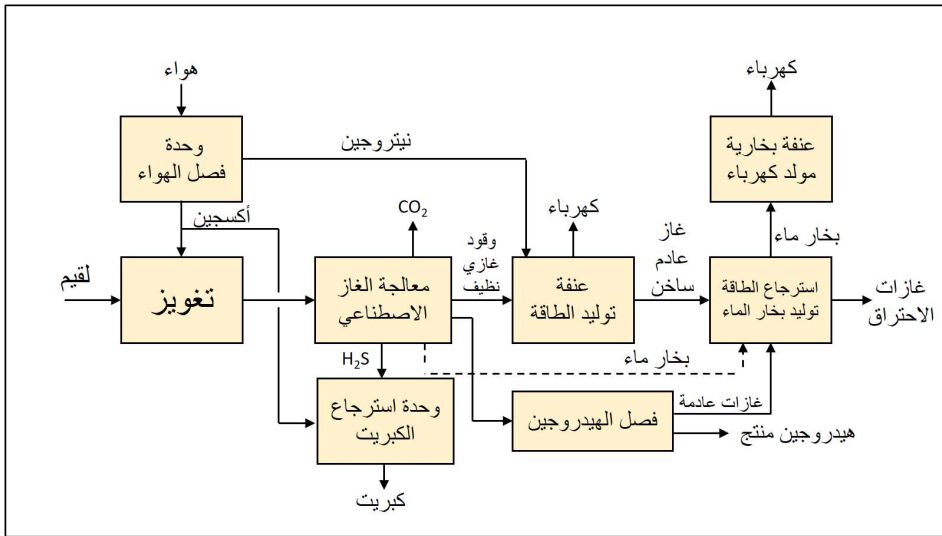 هواء
كهرباء
وحدة
فصل الهواء
نيتروجين
عنفة بخارية
مولد كهرباء
أكسجين
CO2
كهرباء
وقود
غازي
نظيف
غاز
عادم
ساخن
بخار ماء
لقيم
تغويز
معالجة الغاز
الاصطناعي
عنفة
توليد الطاقة
استرجاع الطاقة
توليد بخار الماء
غازات
الاحتراق
H2S
بخار ماء
وحدة استرجاع
الكبريت
فصل الهيدروجين
غازات عادمة
هيدروجين منتج
كبريت